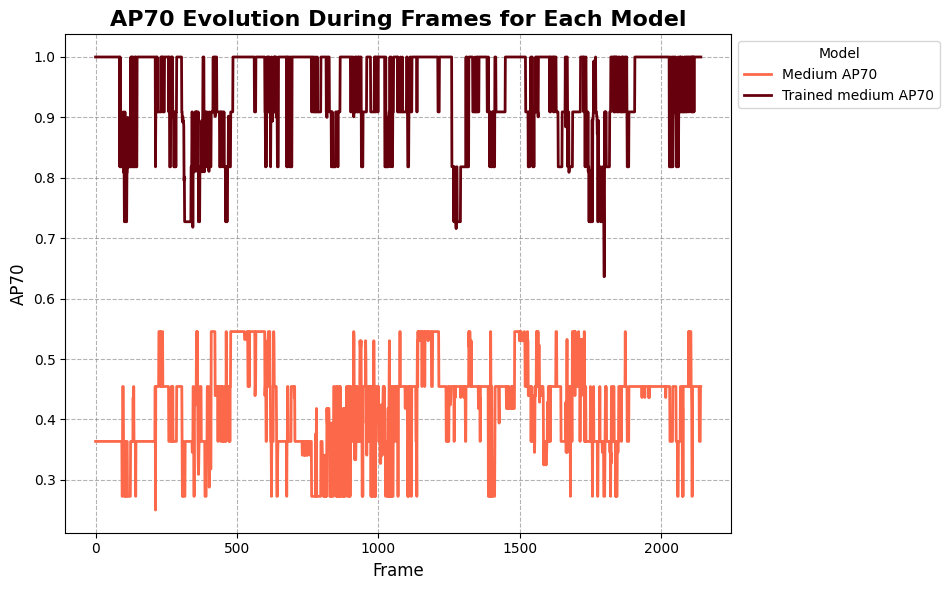 AP70 Evolution During Frames for Each Model
Model
Medium AP70
Trained medium AP70
AP70
1.0
0.9
0.8
0.7
0.6
0.5
0.4
0.3
0
500
1000
1500
2000
Frame